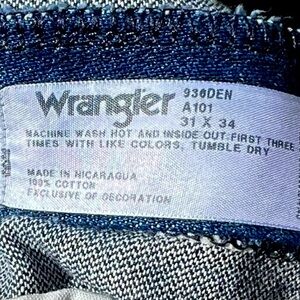 Wrangler 936DEN
A101
31 X 34
MACHINE WASH HOT AND INSIDE OUT FIRST THREE
TIMES WITH LIKE COLORS, TUMBLE DRY
MADE IN NICARAGUA
100% COTTON
EXCLUSIVE OF DECORATION